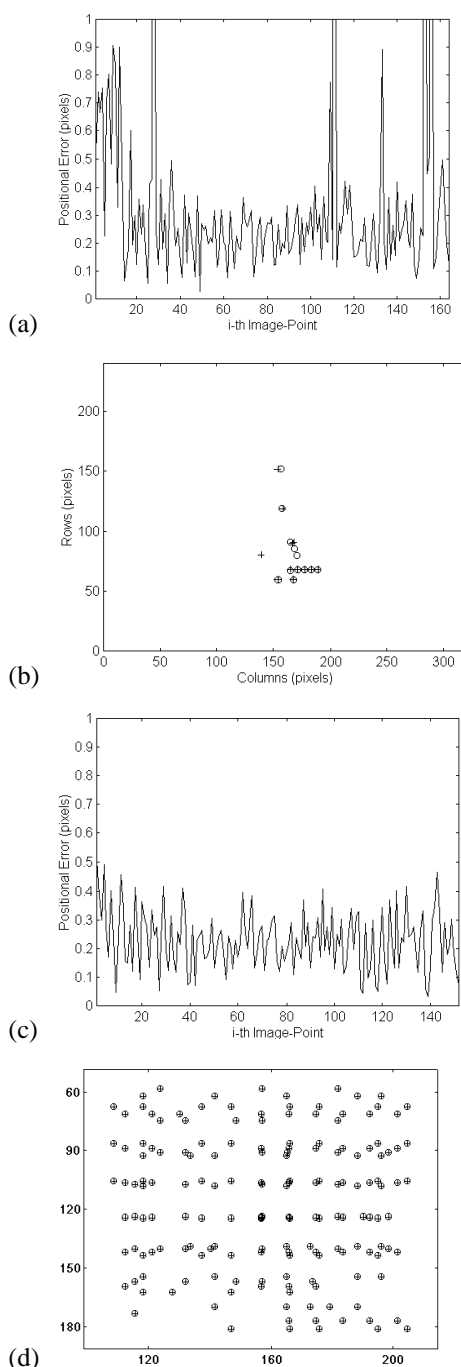 1
0.9
0.8
0.7
0.6
0.5
0.4
0.3
0.2
0.1
0
Positional Error (pixels)
20 40 60 80 100 120 140 160
i-th Image-Point
(a)
200
150
100
50
0
Rows (pixels)
0 50 100 150 200 250 300
Columns (pixels)
(b)
1
0.9
0.8
0.7
0.6
0.5
0.4
0.3
0.2
0.1
0
Positional Error (pixels)
20 40 60 80 100 120 140
i-th Image-Point
(c)
60
90
120
150
180
120 160 200
(d)